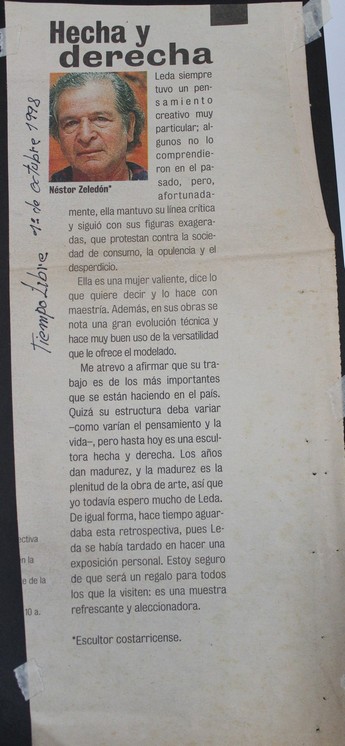 Hecha y
derecha
Néstor Zeledón*
Leda siempre
tuvo un pen-
samiento
creativo muy
particular; al-
gunos no lo
comprendie-
ron en el pa-
sado, pero,
afortunada-
mente, ella mantuvo su línea crítica
y siguió con sus figuras exagera-
das, que protestan contra la socie-
dad de consumo, la opulencia y el
desperdicio.
Ella es una mujer valiente, dice lo
que quiere decir y lo hace con
maestría. Además, en sus obras se
nota una gran evolución técnica y
hace muy buen uso de la versatilidad
que le ofrece el modelado.
Me atrevo a afirmar que su tra-
bajo es de los más importantes
que se están haciendo en el país.
Quizá su estructura deba variar
–como varían el pensamiento y la
vida–, pero hasta hoy es una escul-
tora hecha y derecha. Los años
dan madurez, y la madurez es la
plenitud de la obra de arte, así que
yo todavía espero mucho de Leda.
De igual forma, hace tiempo aguar-
daba esta retrospectiva, pues Le-
da se había tardado en hacer una
exposición personal. Estoy seguro
de que será un regalo para todos
los que la visiten: es una muestra
refrescante y aleccionadora.
*Escultor costarricense.
Tiempo Libre - 1º de octubre 1998
ectiva
n la
e de la
10 a.